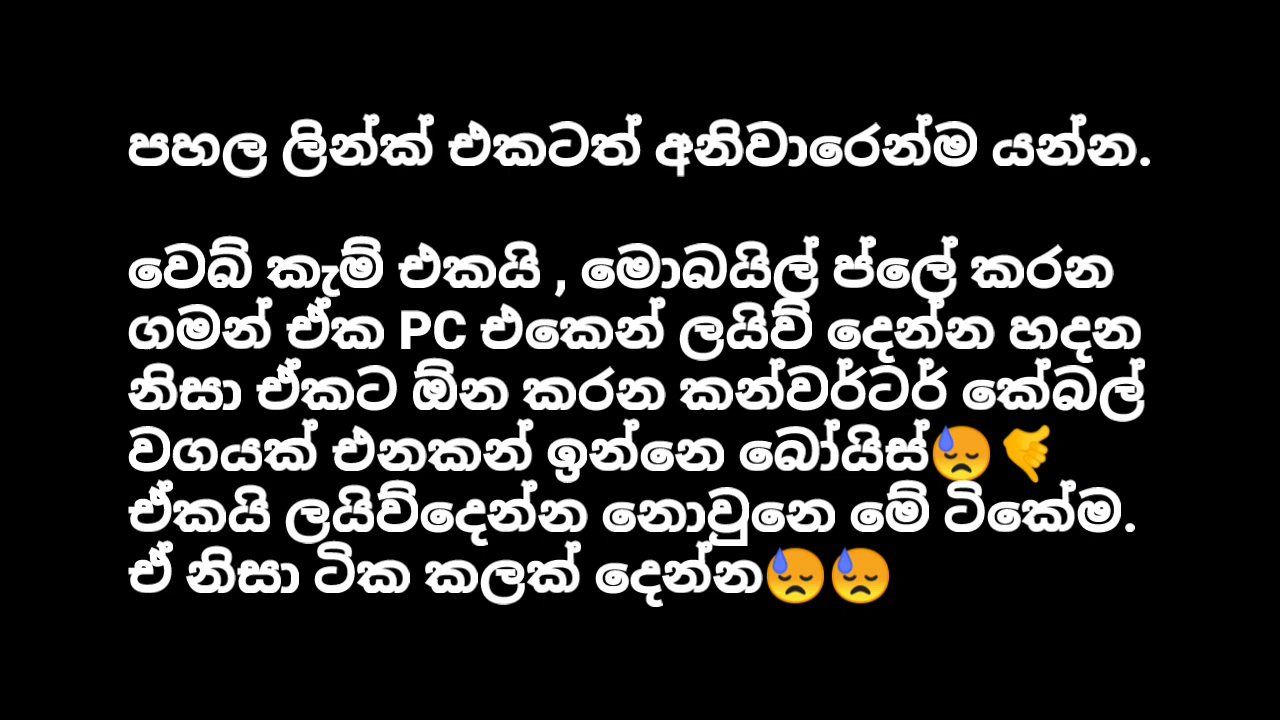 පහල ලින්ක් එකටත් අනිවාරෙන්ම යන්න.
වෙබ් කැම් එකයි , මොබයිල් ප්ලේ කරන
ගමන් ඒක PC එකෙන් ලයිව් දෙන්න හදන
නිසා ඒකට ඕන කරන කන්වර්ටර් කේබල්
වගයක් එනකන් ඉන්නෙ බෝයිස්😓🤙
ඒකයි ලයිව්දෙන්න නොවුනෙ මේ ටිකේම.
ඒ නිසා ටික කලක් දෙන්න😓😓